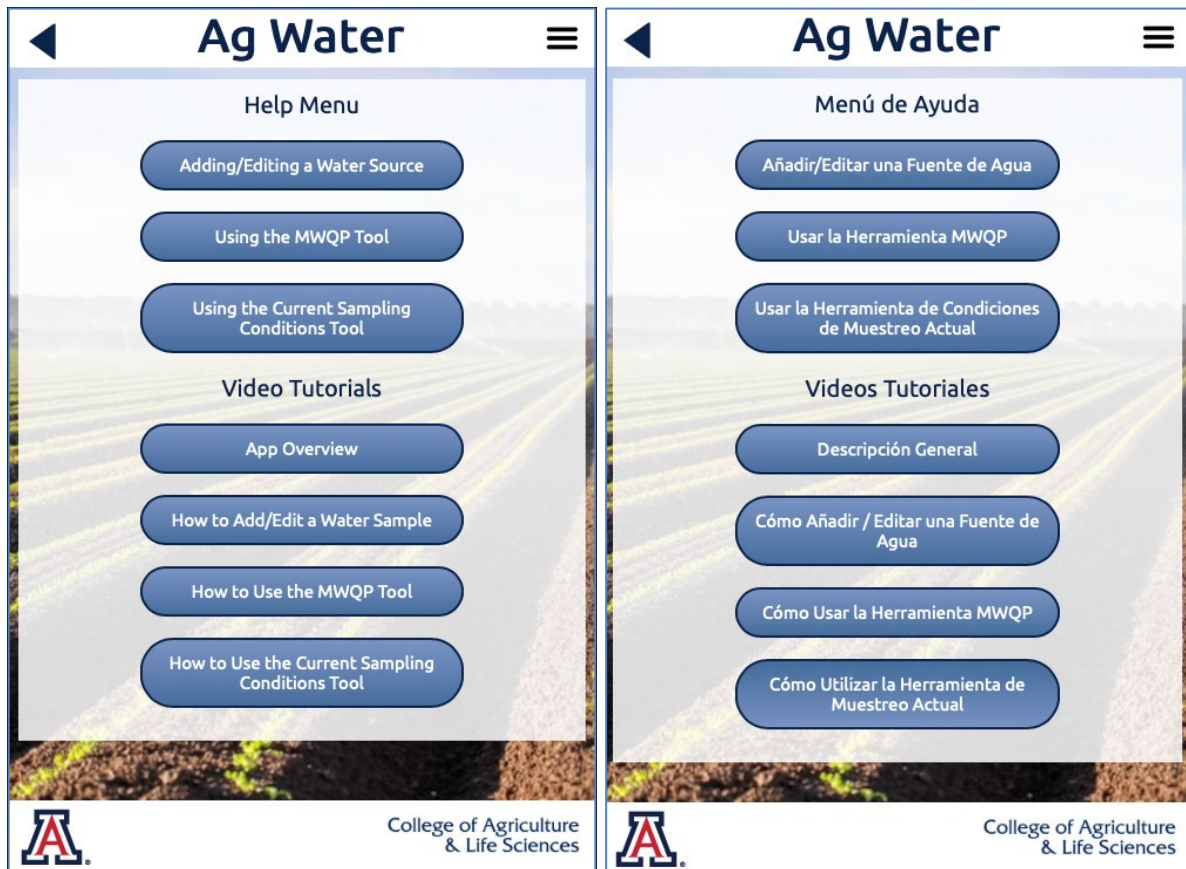 Ag Water
Help Menu
Adding/Editing a Water Source
Using the MWQP Tool
Using the Current Sampling
Conditions Tool
Video Tutorials
App Overview
How to Add/Edit a Water Sample
How to Use the MWQP Tool
How to Use the Current Sampling
Conditions Tool
A
College of Agriculture
& Life Sciences
Ag Water
Menú de Ayuda
Añadir/Editar una Fuente de Agua
Usar la Herramienta MWQP
Usar la Herramienta de Condiciones
de Muestreo Actual
Videos Tutoriales
Descripción General
Cómo Añadir / Editar una Fuente de
Agua
Cómo Usar la Herramienta MWQP
Cómo Utilizar la Herramienta de
Muestreo Actual
A
College of Agriculture
& Life Sciences